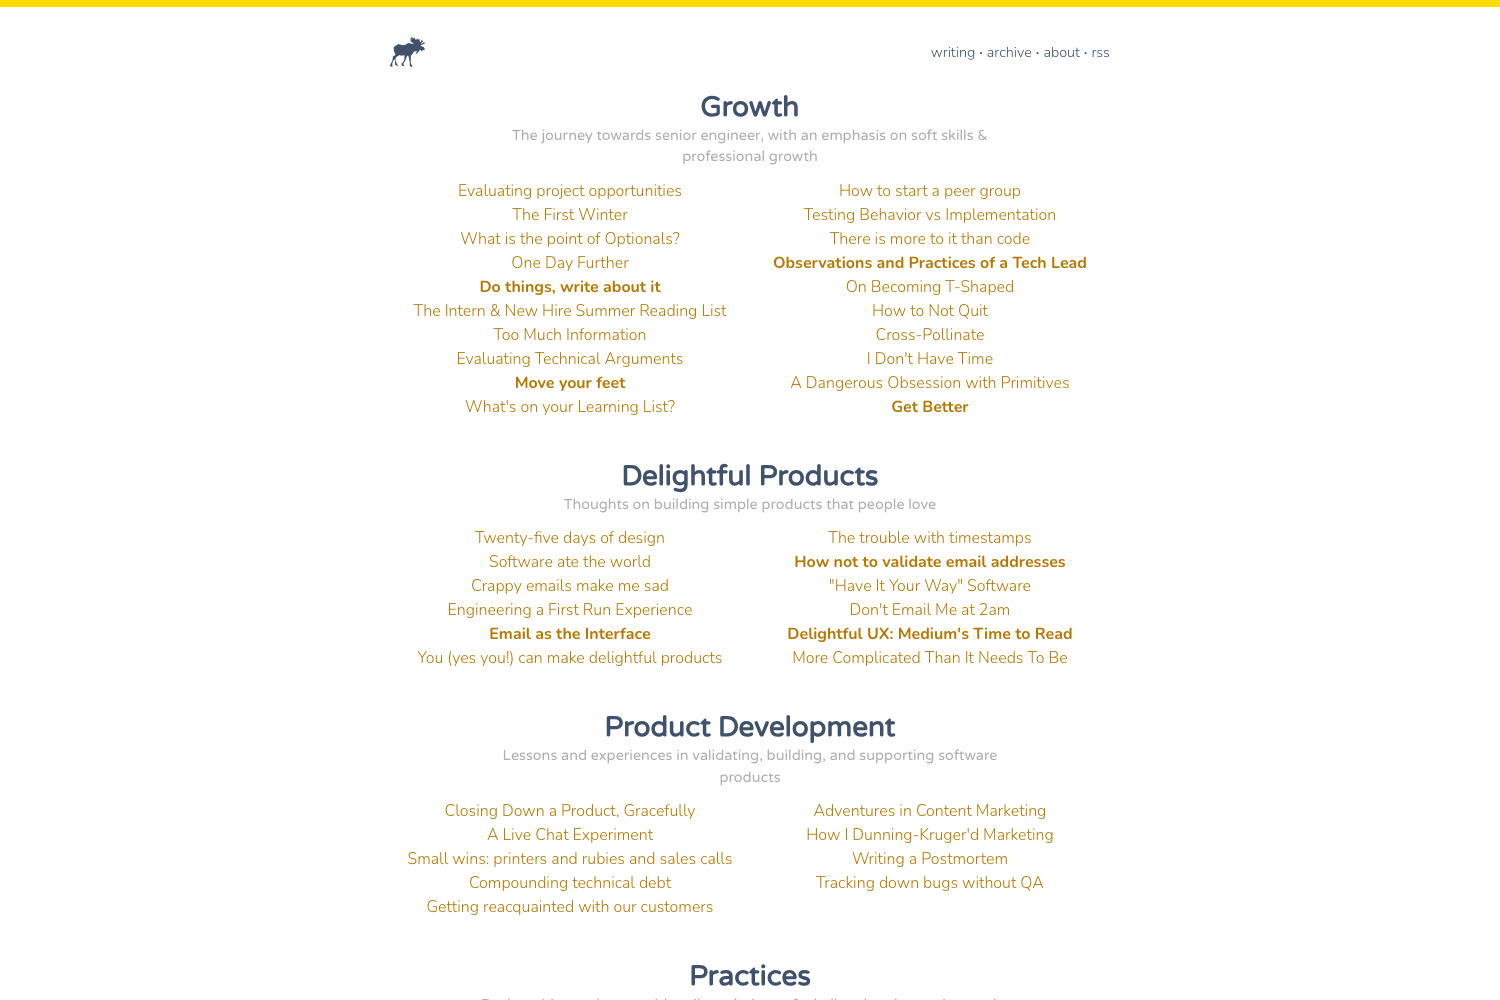 writing · archive · about · rss
Growth
The journey towards senior engineer, with an emphasis on soft skills &
professional growth
Evaluating project opportunities
The First Winter
What is the point of Optionals?
One Day Further
Do things, write about it
The Intern & New Hire Summer Reading List
Too Much Information
Evaluating Technical Arguments
Move your feet
What's on your Learning List?
How to start a peer group
Testing Behavior vs Implementation
There is more to it than code
Observations and Practices of a Tech Lead
On Becoming T-Shaped
How to Not Quit
Cross-Pollinate
I Don't Have Time
A Dangerous Obsession with Primitives
Get Better
Delightful Products
Thoughts on building simple products that people love
Twenty-five days of design
Software ate the world
Crappy emails make me sad
Engineering a First Run Experience
Email as the Interface
You (yes you!) can make delightful products
The trouble with timestamps
How not to validate email addresses
"Have It Your Way" Software
Don't Email Me at 2am
Delightful UX: Medium's Time to Read
More Complicated Than It Needs To Be
Product Development
Lessons and experiences in validating, building, and supporting software
products
Closing Down a Product, Gracefully
A Live Chat Experiment
Small wins: printers and rubies and sales calls
Compounding technical debt
Getting reacquainted with our customers
Adventures in Content Marketing
How I Dunning-Kruger'd Marketing
Writing a Postmortem
Tracking down bugs without QA
Practices